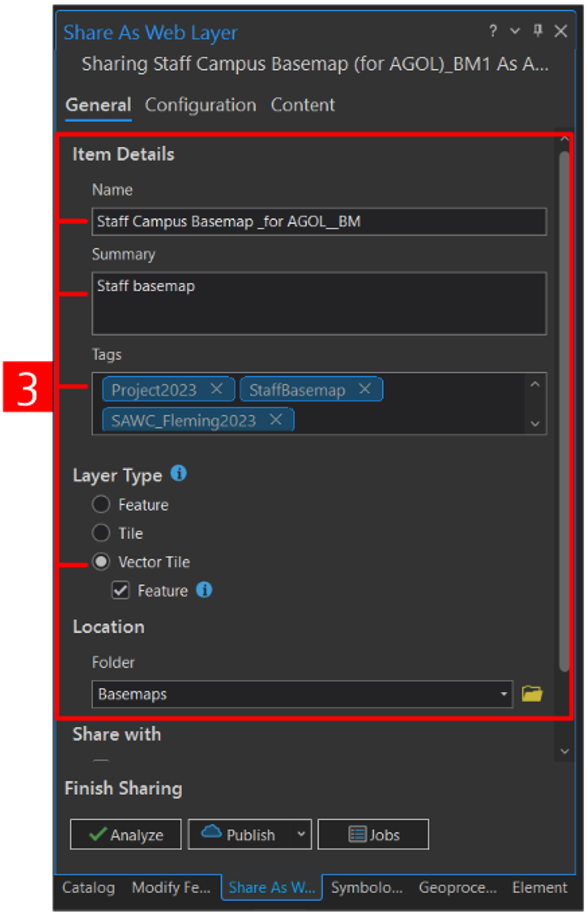 Share As Web Layer
?
Sharing Staff Campus Basemap (for AGOL)_BM1 As A...
General Configuration Content
Item Details
Name
Staff Campus Basemap _for AGOL__BM
Summary
Staff basemap
3
Tags
Project2023 StaffBasemap
SAWC_Fleming2023
Layer Type
Feature
Tile
Vector Tile
Feature
Location
Folder
Basemaps
Share with
Finish Sharing
Analyze Publish Jobs
Catalog Modify Fe... Share As W... Symbolo... Geoproce... Element